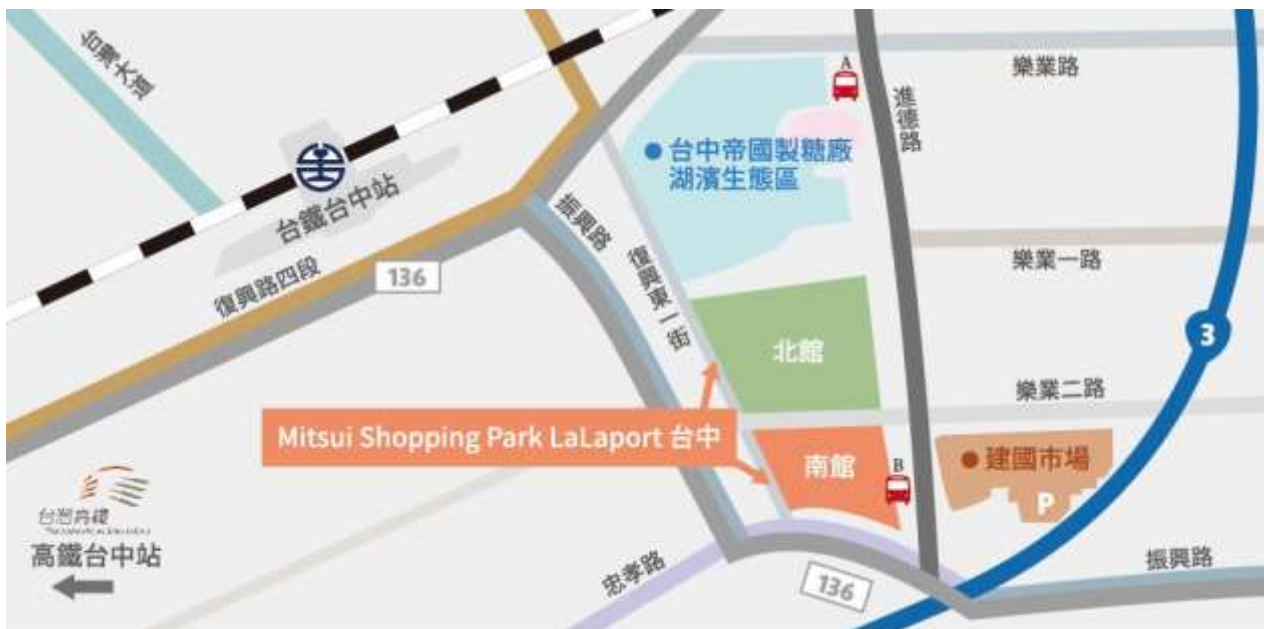 台灣大道
樂業路
A
進德路
台中帝國製糖廠
湖濱生態區
台鐵台中站
振興路
復興東一街
樂業一路
復興路四段
136
3
北館
樂業二路
Mitsui Shopping Park LaLaport 台中
南館
B
建國市場
P
台灣高鐵
高鐵台中站
忠孝路
136
振興路